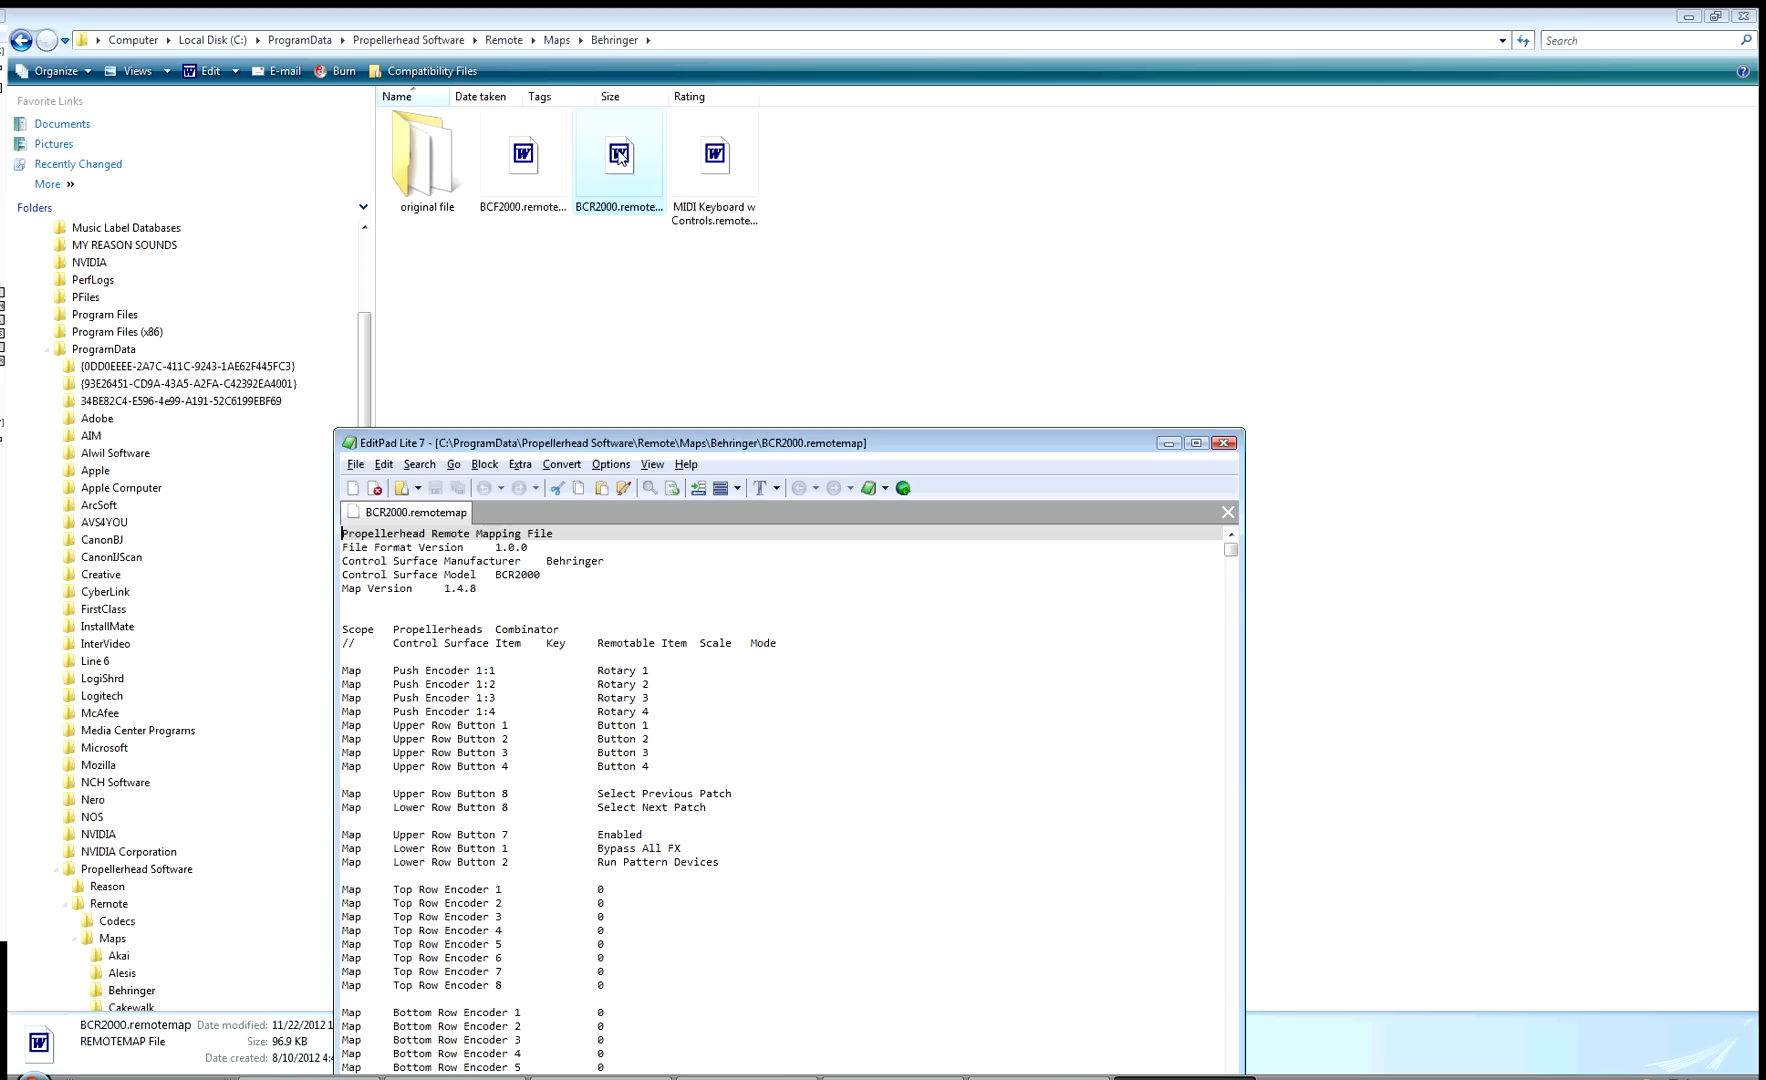 Computer ▸ Local Disk (C:) ▸ ProgramData ▸ Propellerhead Software ▸ Remote ▸ Maps ▸ Behringer ▸
Search
Organize Views Edit E-mail Burn Compatibility Files
Favorite Links
Documents
Pictures
Recently Changed
More »
Folders
Music Label Databases
MY REASON SOUNDS
NVIDIA
PerfLogs
PFiles
Program Files
Program Files (x86)
ProgramData
{0DD0EEEE-2A7C-411C-9243-1AE62F445FC3}
{93E26451-CD9A-43A5-A2FA-C42392EA4001}
34BE82C4-E596-4e99-A191-52C6199EBF69
Adobe
AIM
Alwil Software
Apple
Apple Computer
ArcSoft
AVS4YOU
CanonBJ
CanonIJScan
Creative
CyberLink
FirstClass
InstallMate
InterVideo
Line 6
LogiShrd
Logitech
McAfee
Media Center Programs
Microsoft
Mozilla
NCH Software
Nero
NOS
NVIDIA
NVIDIA Corporation
Propellerhead Software
Reason
Remote
Codecs
Maps
Akai
Alesis
Behringer
Cakewalk
Name Date taken Tags Size Rating
original file
BCF2000.remote...
BCR2000.remote...
MIDI Keyboard w
Controls.remote...
EditPad Lite 7 - [C:\ProgramData\Propellerhead Software\Remote\Maps\Behringer\BCR2000.remotemap]
File Edit Search Go Block Extra Convert Options View Help
BCR2000.remotemap
Propellerhead Remote Mapping File
File Format Version 1.0.0
Control Surface Manufacturer Behringer
Control Surface Model BCR2000
Map Version 1.4.8
Scope Propellerheads Combinator
// Control Surface Item Key Remotable Item Scale Mode
Map Push Encoder 1:1 Rotary 1
Map Push Encoder 1:2 Rotary 2
Map Push Encoder 1:3 Rotary 3
Map Push Encoder 1:4 Rotary 4
Map Upper Row Button 1 Button 1
Map Upper Row Button 2 Button 2
Map Upper Row Button 3 Button 3
Map Upper Row Button 4 Button 4
Map Upper Row Button 8 Select Previous Patch
Map Lower Row Button 8 Select Next Patch
Map Upper Row Button 7 Enabled
Map Lower Row Button 1 Bypass All FX
Map Lower Row Button 2 Run Pattern Devices
Map Top Row Encoder 1 0
Map Top Row Encoder 2 0
Map Top Row Encoder 3 0
Map Top Row Encoder 4 0
Map Top Row Encoder 5 0
Map Top Row Encoder 6 0
Map Top Row Encoder 7 0
Map Top Row Encoder 8 0
Map Bottom Row Encoder 1 0
Map Bottom Row Encoder 2 0
Map Bottom Row Encoder 3 0
Map Bottom Row Encoder 4 0
Map Bottom Row Encoder 5 0
BCR2000.remotemap Date modified: 11/22/2012 1
REMOTEMAP File Size: 96.9 KB
Date created: 8/10/2012 4: